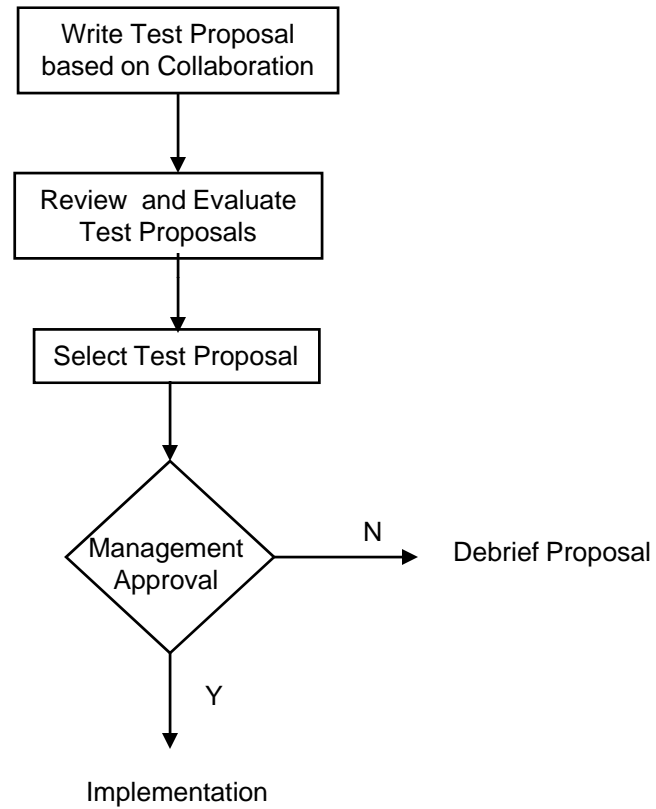 Write Test Proposal
based on Collaboration
Review and Evaluate
Test Proposals
Select Test Proposal
Management
Approval
N
Debrief Proposal
Y
Implementation